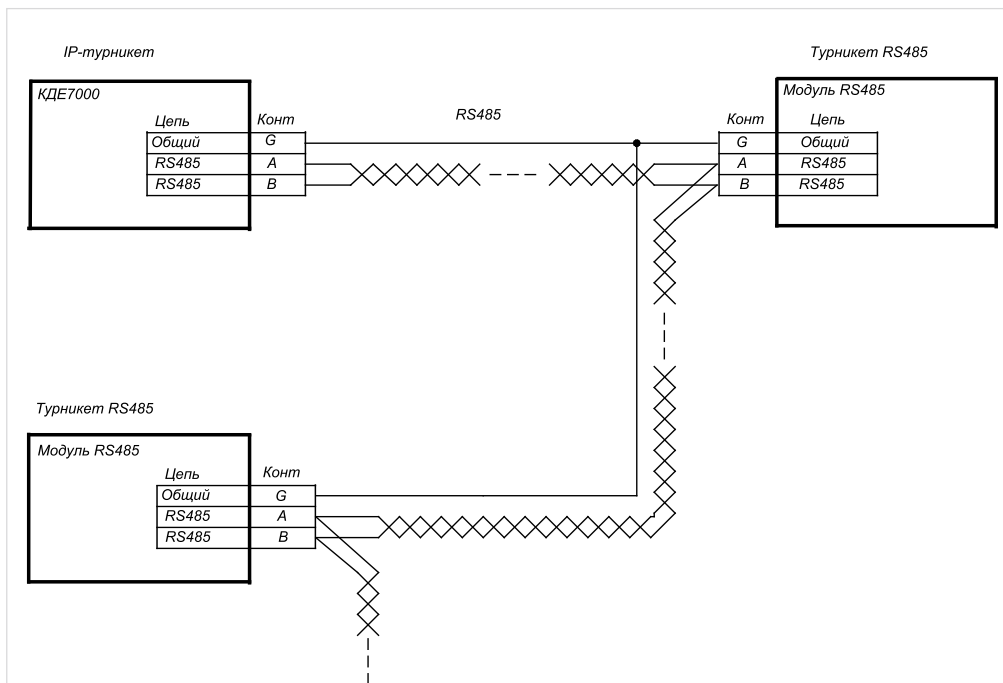 IP-турникет
КДЕ7000
Цепь Конт
Общий G
RS485 A
RS485 B
RS485
Турникет RS485
Модуль RS485
Конт Цепь
G Общий
A RS485
B RS485
Турникет RS485
Модуль RS485
Цепь Конт
Общий G
RS485 A
RS485 B